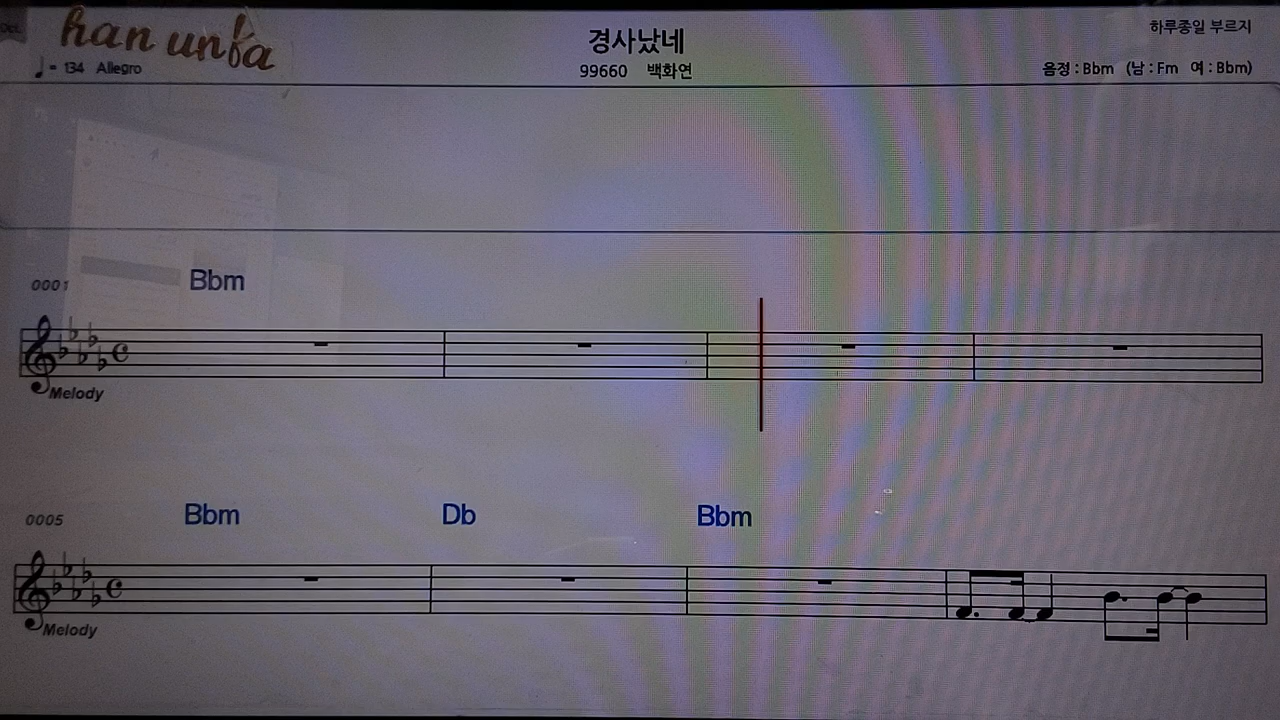 han unba
경사났네
하루종일 부르지
♩= 134 Allegro
99660 백화연
음정 : Bbm (남 : Fm 여 : Bbm)
0001 Bbm
Melody
0005 Bbm Db Bbm
Melody